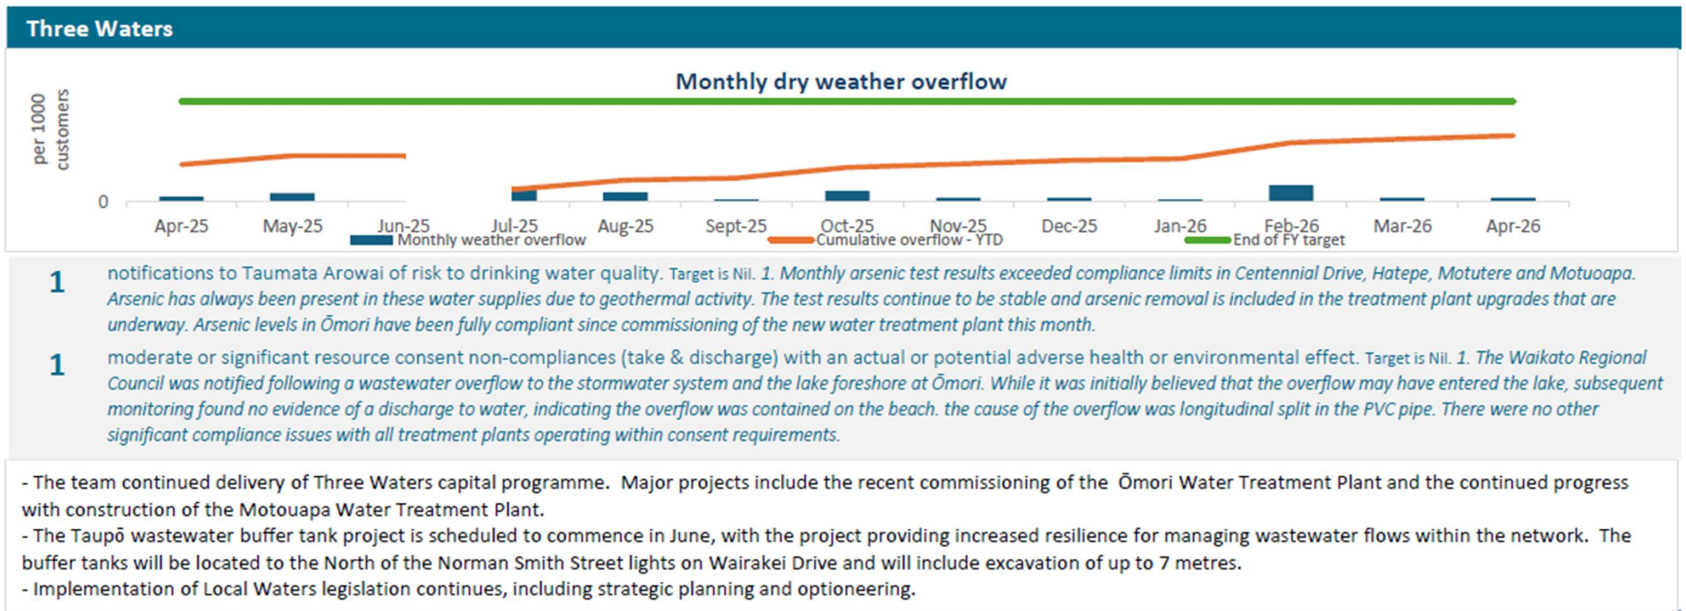 Three Waters
Monthly dry weather overflow
per 1000
customers
0
Apr-25 May-25 Jun-25 Jul-25 Aug-25 Sept-25 Oct-25 Nov-25 Dec-25 Jan-26 Feb-26 Mar-26 Apr-26
Monthly weather overflow Cumulative overflow - YTD End of FY target
1 notifications to Taumata Arowai of risk to drinking water quality. Target is Nil. 1. Monthly arsenic test results exceeded compliance limits in Centennial Drive, Hatepe, Motutere and Motuoapa.
Arsenic has always been present in these water supplies due to geothermal activity. The test results continue to be stable and arsenic removal is included in the treatment plant upgrades that are
underway. Arsenic levels in Ōmori have been fully compliant since commissioning of the new water treatment plant this month.
1 moderate or significant resource consent non-compliances (take & discharge) with an actual or potential adverse health or environmental effect. Target is Nil. 1. The Waikato Regional
Council was notified following a wastewater overflow to the stormwater system and the lake foreshore at Ōmori. While it was initially believed that the overflow may have entered the lake, subsequent
monitoring found no evidence of a discharge to water, indicating the overflow was contained on the beach. the cause of the overflow was longitudinal split in the PVC pipe. There were no other
significant compliance issues with all treatment plants operating within consent requirements.
- The team continued delivery of Three Waters capital programme. Major projects include the recent commissioning of the Ōmori Water Treatment Plant and the continued progress
with construction of the Motouapa Water Treatment Plant.
- The Taupō wastewater buffer tank project is scheduled to commence in June, with the project providing increased resilience for managing wastewater flows within the network. The
buffer tanks will be located to the North of the Norman Smith Street lights on Wairakei Drive and will include excavation of up to 7 metres.
- Implementation of Local Waters legislation continues, including strategic planning and optioneering.